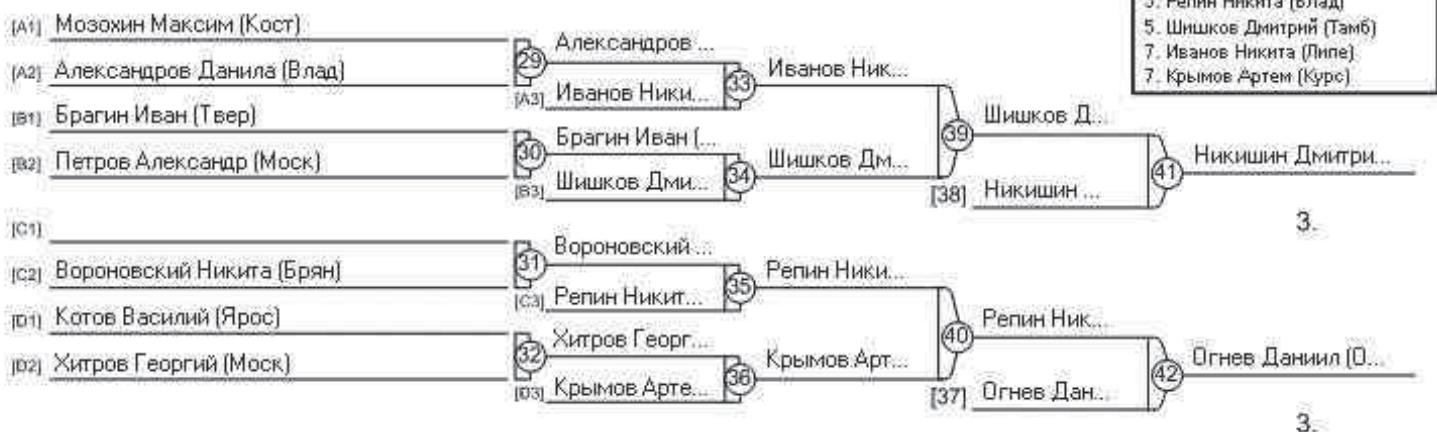 5. Репин Никита (Влад)
5. Шишков Дмитрий (Тамб)
7. Иванов Никита (Липе)
7. Крымов Артем (Курс)
[A1] Мозохин Максим (Кост)
[A2] Александров Данила (Влад)
29
Александров ...
[A3] Иванов Ники...
33
Иванов Ник...
[B1] Брагин Иван (Твер)
[B2] Петров Александр (Моск)
30
Брагин Иван (...
[B3] Шишков Дми...
34
Шишков Дм...
39
Шишков Д...
[38] Никишин ...
41
Никишин Дмитри...
3.
[C1]
[C2] Вороновский Никита (Брян)
31
Вороновский ...
[C3] Репин Никит...
35
Репин Ники...
[D1] Котов Василий (Ярос)
[D2] Хитров Георгий (Моск)
32
Хитров Георг...
[D3] Крымов Арте...
36
Крымов Арт...
40
Репин Ник...
[37] Огнев Дан...
42
Огнев Даниил (О...
3.